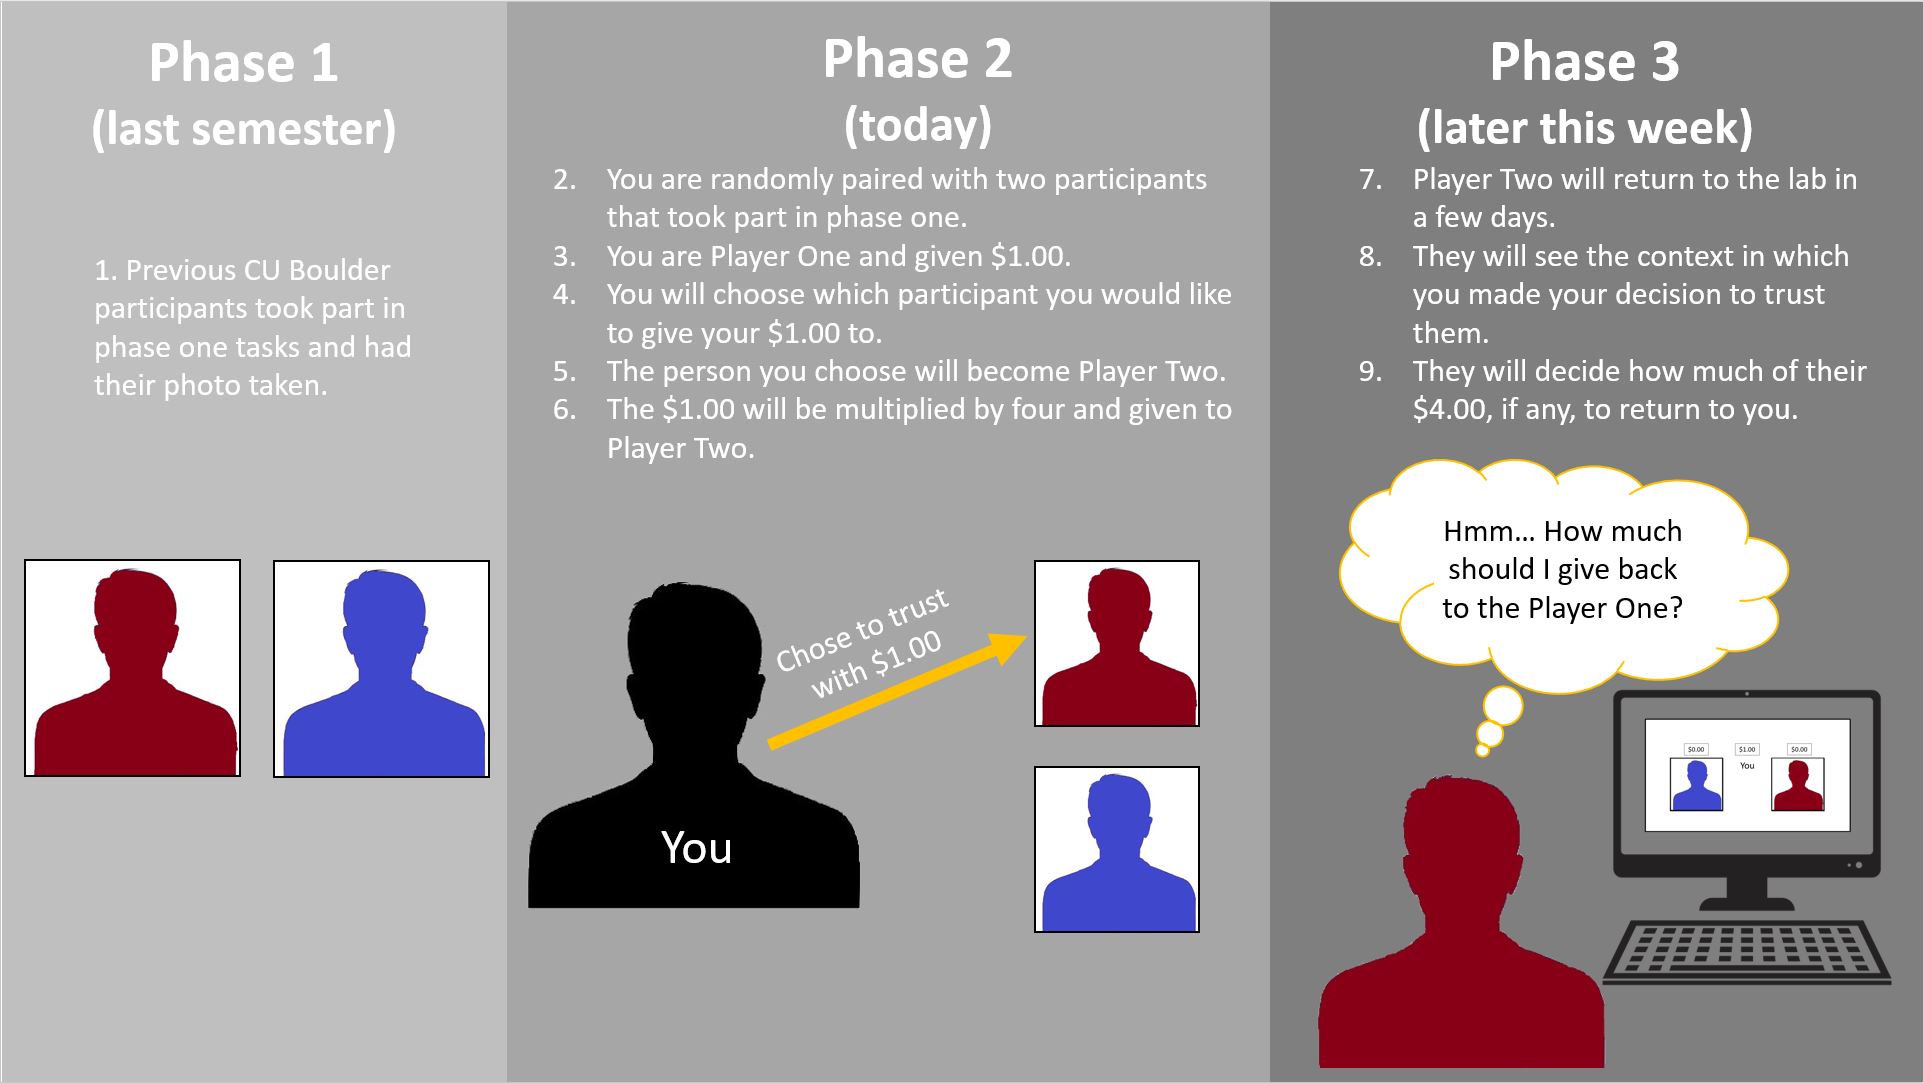 Phase 1
(last semester)
1. Previous CU Boulder
participants took part in
phase one tasks and had
their photo taken.
Phase 2
(today)
2. You are randomly paired with two participants
that took part in phase one.
3. You are Player One and given $1.00.
4. You will choose which participant you would like
to give your $1.00 to.
5. The person you choose will become Player Two.
6. The $1.00 will be multiplied by four and given to
Player Two.
Chose to trust
with $1.00
You
Phase 3
(later this week)
7. Player Two will return to the lab in
a few days.
8. They will see the context in which
you made your decision to trust
them.
9. They will decide how much of their
$4.00, if any, to return to you.
Hmm... How much
should I give back
to the Player One?
$0.00 $1.00 $0.00
You